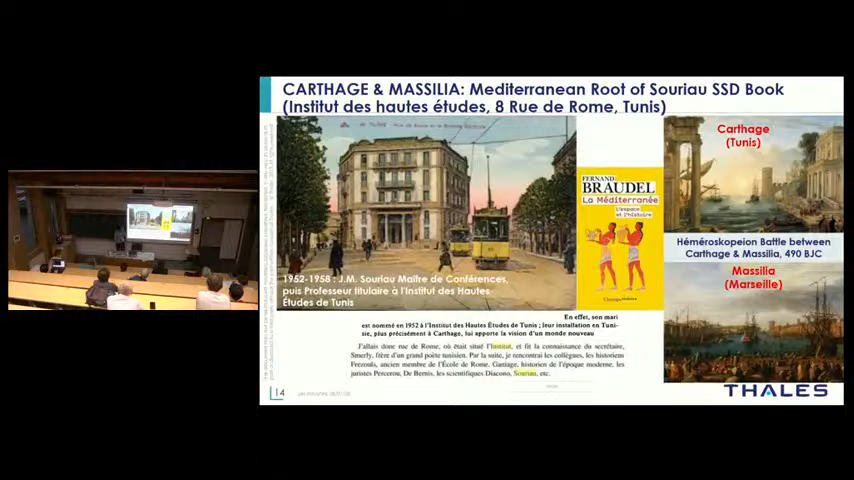 CARTHAGE & MASSILIA: Mediterranean Root of Souriau SSD Book
(Institut des hautes études, 8 Rue de Rome, Tunis)
1952-1958 : J.M. Souriau Maître de Conférences,
puis Professeur titulaire à l'Institut des Hautes
Études de Tunis
FERNAND
BRAUDEL
La Méditerranée
L'espace
et l'histoire
Carthage
(Tunis)
Héméroskopeion Battle between
Carthage & Massilia, 490 BJC
Massilia
(Marseille)
En effet, son mari
est nommé en 1952 à l'Institut des Hautes Études de Tunis ; leur installation en Tuni-
sie, plus précisément à Carthage, lui apporte la vision d'un monde nouveau
J'allais donc rue de Rome, où était situé l'Institut, et fit la connaissance du secrétaire,
Smerly, frère d'un grand poète tunisien. Par la suite, je rencontrai les collègues, les historiens
Frezouls, ancien membre de l'École de Rome, Ganiage, historien de l'époque moderne, les
juristes Percerou, De Bernis, les scientifiques Diacono, Souriau, etc.
14
THALES